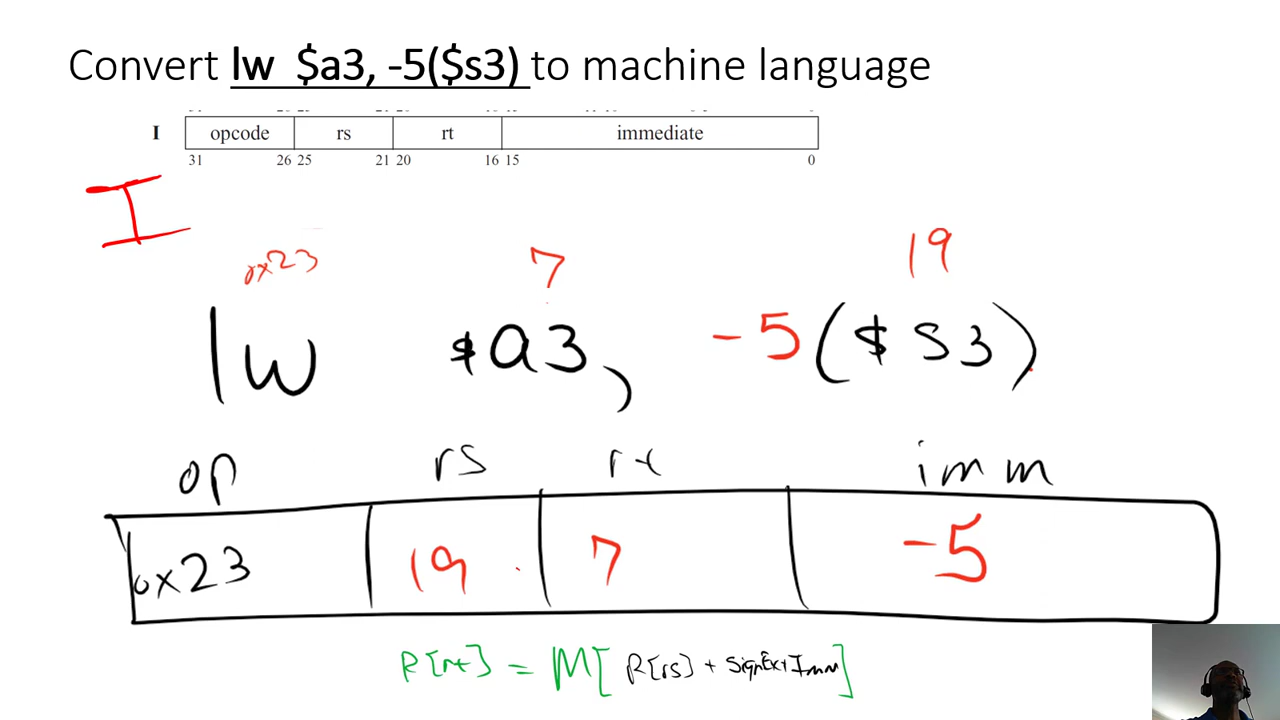 Convert lw $a3, -5($s3) to machine language
I opcode rs rt immediate
31 26 25 21 20 16 15 0
I
0x23 7 19
lw $a3, -5($s3)
op rs rt imm
0x23 19 7 -5
R[rt] = M[R[rs] + SignExtImm]